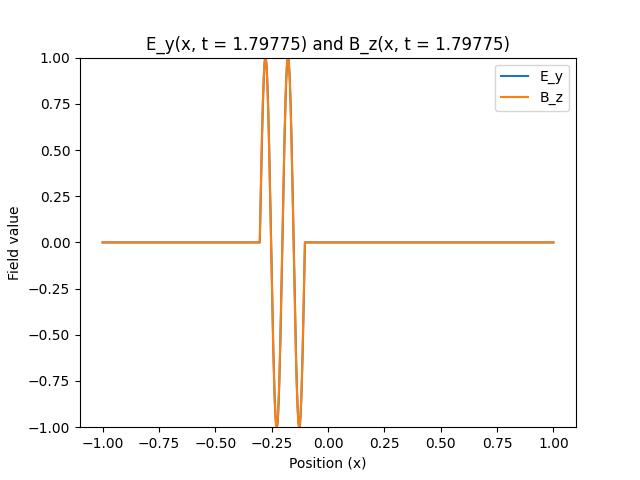 E_y(x, t = 1.79775) and B_z(x, t = 1.79775)
1.00
0.75
0.50
0.25
0.00
−0.25
−0.50
−0.75
−1.00
Field value
E_y
B_z
−1.00 −0.75 −0.50 −0.25 0.00 0.25 0.50 0.75 1.00
Position (x)